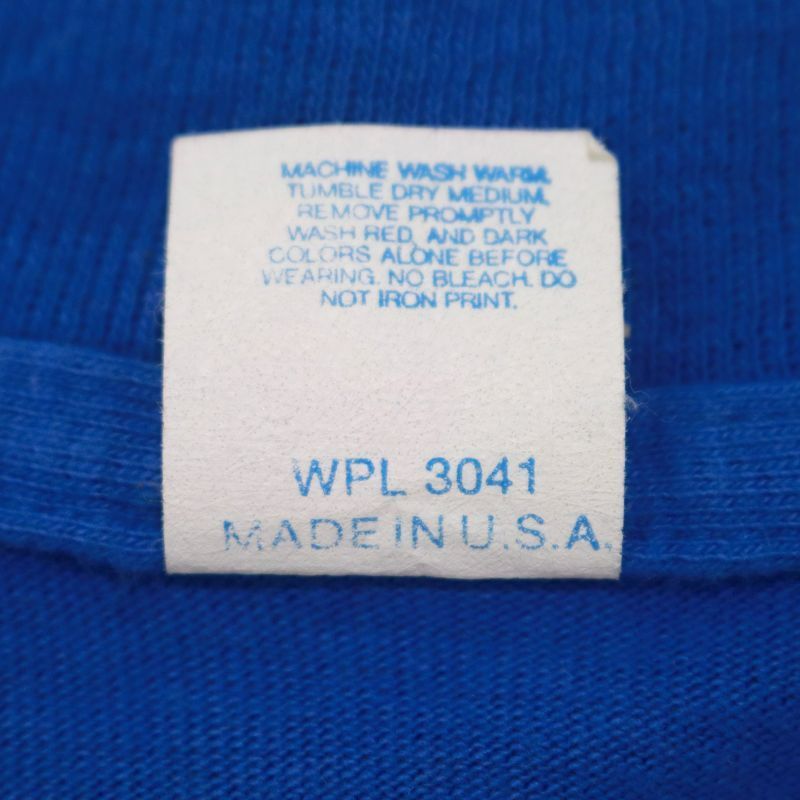 MACHINE WASH WARM.
TUMBLE DRY MEDIUM.
REMOVE PROMPTLY
WASH RED, AND DARK
COLORS ALONE BEFORE
WEARING. NO BLEACH. DO
NOT IRON PRINT.
WPL 3041
MADE IN U.S.A.